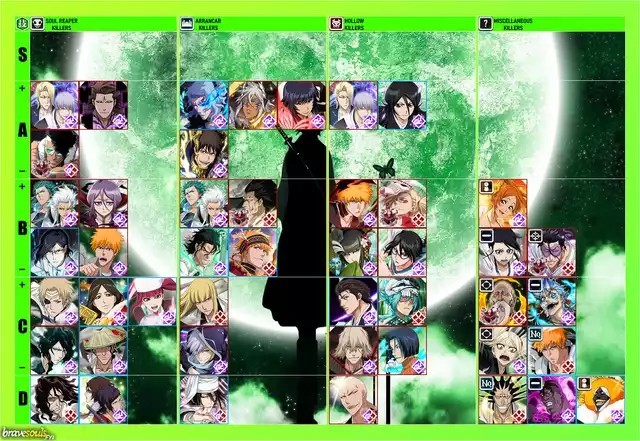 SOUL REAPER
KILLERS
ARRANCAR
KILLERS
HOLLOW
KILLERS
?
MISCELLANEOUS
KILLERS
S
+
A
−
+
B
−
+
C
−
D
No
No
bravesouls